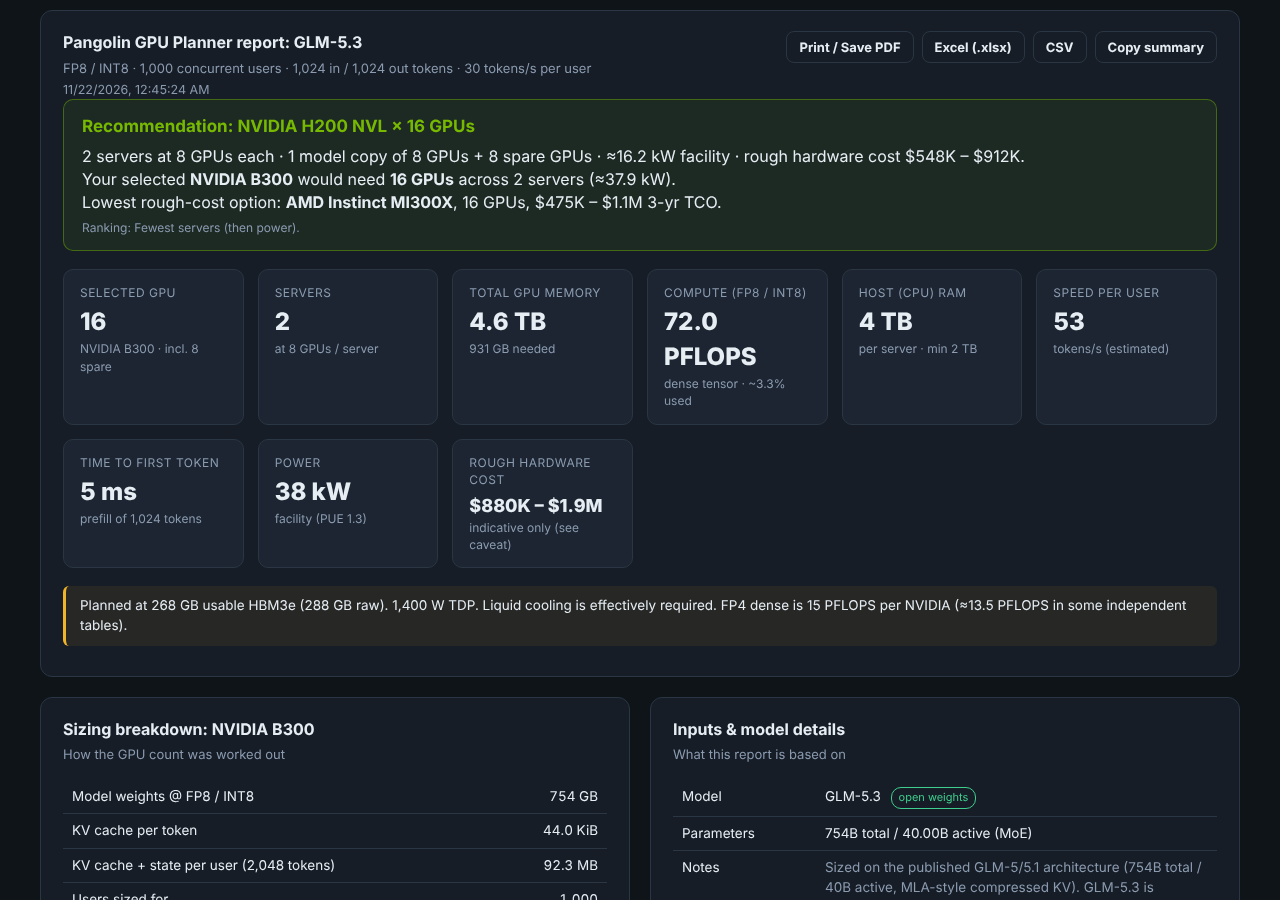 Pangolin GPU Planner report: GLM-5.3
Print / Save PDF
Excel (.xlsx)
CSV
Copy summary
FP8 / INT8 · 1,000 concurrent users · 1,024 in / 1,024 out tokens · 30 tokens/s per user
11/22/2026, 12:45:24 AM
Recommendation: NVIDIA H200 NVL × 16 GPUs
2 servers at 8 GPUs each · 1 model copy of 8 GPUs + 8 spare GPUs · ≈16.2 kW facility · rough hardware cost $548K – $912K.
Your selected NVIDIA B300 would need 16 GPUs across 2 servers (≈37.9 kW).
Lowest rough-cost option: AMD Instinct MI300X, 16 GPUs, $475K – $1.1M 3-yr TCO.
Ranking: Fewest servers (then power).
SELECTED GPU
16
NVIDIA B300 · incl. 8
spare
SERVERS
2
at 8 GPUs / server
TOTAL GPU MEMORY
4.6 TB
931 GB needed
COMPUTE (FP8 / INT8)
72.0
PFLOPS
dense tensor · ~3.3%
used
HOST (CPU) RAM
4 TB
per server · min 2 TB
SPEED PER USER
53
tokens/s (estimated)
TIME TO FIRST TOKEN
5 ms
prefill of 1,024 tokens
POWER
38 kW
facility (PUE 1.3)
ROUGH HARDWARE
COST
$880K – $1.9M
indicative only (see
caveat)
Planned at 268 GB usable HBM3e (288 GB raw). 1,400 W TDP. Liquid cooling is effectively required. FP4 dense is 15 PFLOPS per NVIDIA (≈13.5 PFLOPS in some independent
tables).
Sizing breakdown: NVIDIA B300
How the GPU count was worked out
Model weights @ FP8 / INT8 754 GB
KV cache per token 44.0 KiB
KV cache + state per user (2,048 tokens) 92.3 MB
Users sized for 1,000
Inputs & model details
What this report is based on
Model GLM-5.3 open weights
Parameters 754B total / 40.00B active (MoE)
Notes Sized on the published GLM-5/5.1 architecture (754B total /
40B active, MLA-style compressed KV). GLM-5.3 is